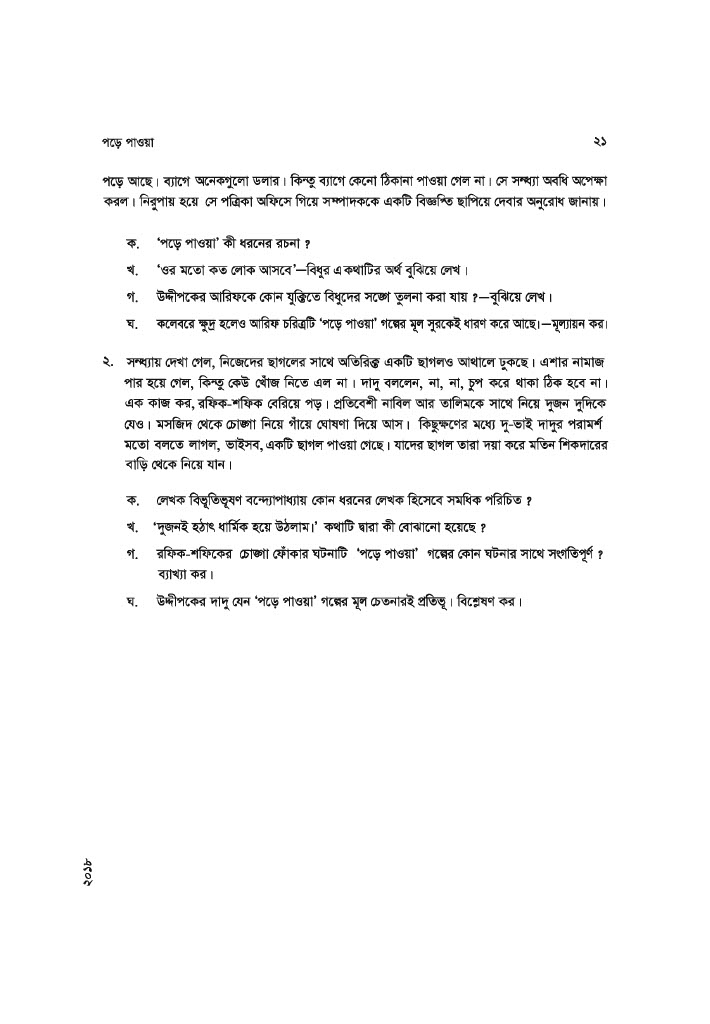 পড়ে পাওয়া ২১
পড়ে আছে। ব্যাগে অনেকগুলো ডলার। কিন্তু ব্যাগে কেনো ঠিকানা পাওয়া গেল না। সে সন্ধ্যা অবধি অপেক্ষা
করল। নিরুপায় হয়ে সে পত্রিকা অফিসে গিয়ে সম্পাদককে একটি বিজ্ঞপ্তি ছাপিয়ে দেবার অনুরোধ জানায়।
ক. ‘পড়ে পাওয়া’ কী ধরনের রচনা ?
খ. ‘ওর মতো কত লোক আসবে’—বিধুর এ কথাটির অর্থ বুঝিয়ে লেখ।
গ. উদ্দীপকের আরিফকে কোন যুক্তিতে বিধুদের সঙ্গে তুলনা করা যায় ?—বুঝিয়ে লেখ।
ঘ. কলেবরে ক্ষুদ্র হলেও আরিফ চরিত্রটি ‘পড়ে পাওয়া’ গল্পের মূল সুরকেই ধারণ করে আছে।—মূল্যায়ন কর।
২. সন্ধ্যায় দেখা গেল, নিজেদের ছাগলের সাথে অতিরিক্ত একটি ছাগলও আথালে ঢুকছে। এশার নামাজ
পার হয়ে গেল, কিন্তু কেউ খোঁজ নিতে এল না। দাদু বললেন, না, না, চুপ করে থাকা ঠিক হবে না।
এক কাজ কর, রফিক-শফিক বেরিয়ে পড়। প্রতিবেশী নাবিল আর তালিমকে সাথে নিয়ে দুজন দুদিকে
যেও। মসজিদ থেকে চোঙ্গা নিয়ে গাঁয়ে ঘোষণা দিয়ে আস। কিছুক্ষণের মধ্যে দু-ভাই দাদুর পরামর্শ
মতো বলতে লাগল, ভাইসব, একটি ছাগল পাওয়া গেছে। যাদের ছাগল তারা দয়া করে মতিন শিকদারের
বাড়ি থেকে নিয়ে যান।
ক. লেখক বিভূতিভূষণ বন্দ্যোপাধ্যায় কোন ধরনের লেখক হিসেবে সমধিক পরিচিত ?
খ. ‘দুজনই হঠাৎ ধার্মিক হয়ে উঠলাম।’ কথাটি দ্বারা কী বোঝানো হয়েছে ?
গ. রফিক-শফিকের চোঙ্গা ফোঁকার ঘটনাটি ‘পড়ে পাওয়া’ গল্পের কোন ঘটনার সাথে সংগতিপূর্ণ ?
ব্যাখ্যা কর।
ঘ. উদ্দীপকের দাদু যেন ‘পড়ে পাওয়া’ গল্পের মূল চেতনারই প্রতিভূ। বিশ্লেষণ কর।
২০১৮